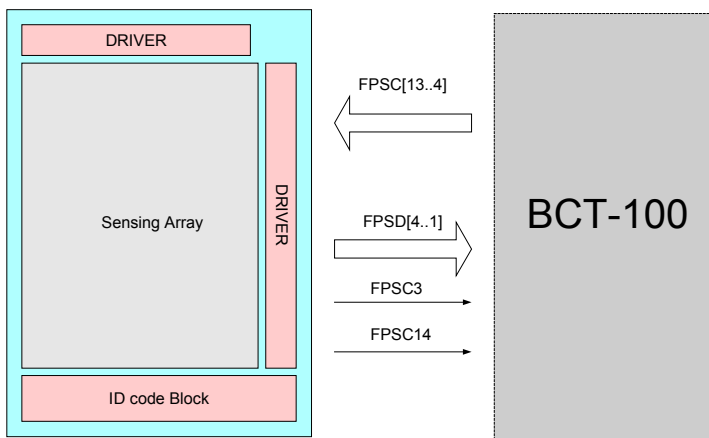 DRIVER
FPSC[13..4]
Sensing Array
DRIVER
BCT-100
FPSD[4..1]
FPSC3
FPSC14
ID code Block